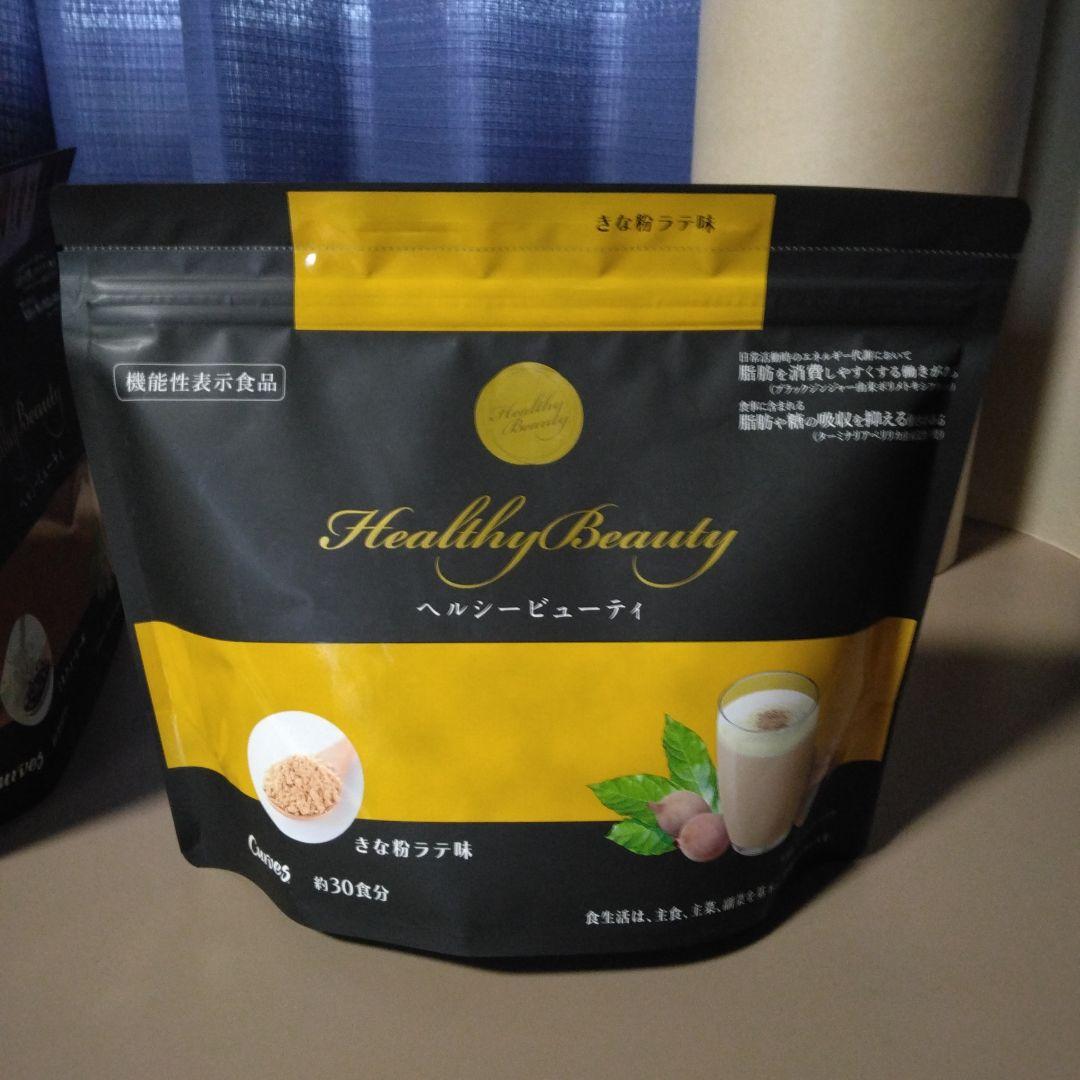 きな粉ラテ味
機能性表示食品
日常活動時のエネルギー代謝において
脂肪を消費しやすくする働きがある
《ブラックジンジャー由来ポリメトキシフラボン》
食事に含まれる
脂肪や糖の吸収を抑える
Healthy
Beauty
HealthyBeauty
ヘルシービューティ
きな粉ラテ味
Curves
約30食分
食生活は、主食、主菜、副菜を
Beauty